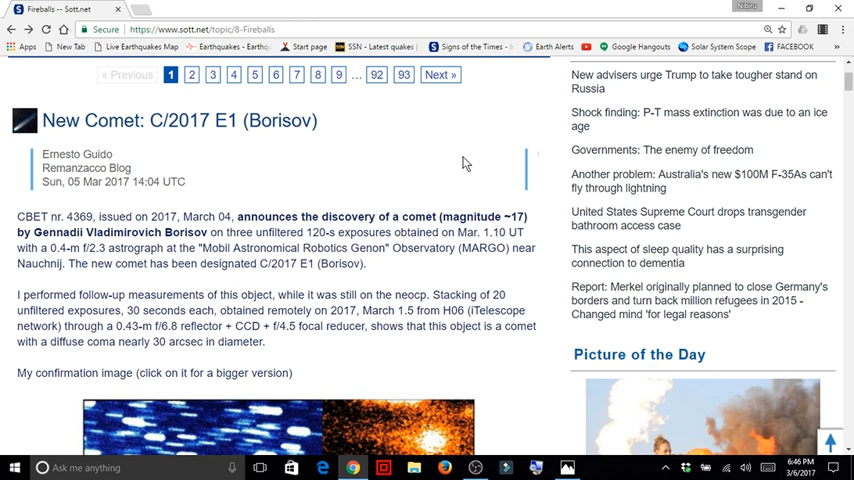 Fireballs -- Sott.net
Nibiru
Secure
https://www.sott.net/topic/8-Fireballs
Apps New Tab Live Earthquakes Map Earthquakes - Earthqu Start page SSN - Latest quakes | Signs of the Times - In Earth Alerts Google Hangouts Solar System Scope FACEBOOK
« Previous 1 2 3 4 5 6 7 8 9 ... 92 93 Next »
New Comet: C/2017 E1 (Borisov)
Ernesto Guido
Remanzacco Blog
Sun, 05 Mar 2017 14:04 UTC
CBET nr. 4369, issued on 2017, March 04, announces the discovery of a comet (magnitude ~17)
by Gennadii Vladimirovich Borisov on three unfiltered 120-s exposures obtained on Mar. 1.10 UT
with a 0.4-m f/2.3 astrograph at the "Mobil Astronomical Robotics Genon" Observatory (MARGO) near
Nauchnij. The new comet has been designated C/2017 E1 (Borisov).
I performed follow-up measurements of this object, while it was still on the neocp. Stacking of 20
unfiltered exposures, 30 seconds each, obtained remotely on 2017, March 1.5 from H06 (iTelescope
network) through a 0.43-m f/6.8 reflector + CCD + f/4.5 focal reducer, shows that this object is a comet
with a diffuse coma nearly 30 arcsec in diameter.
My confirmation image (click on it for a bigger version)
New advisers urge Trump to take tougher stand on
Russia
Shock finding: P-T mass extinction was due to an ice
age
Governments: The enemy of freedom
Another problem: Australia's new $100M F-35As can't
fly through lightning
United States Supreme Court drops transgender
bathroom access case
This aspect of sleep quality has a surprising
connection to dementia
Report: Merkel originally planned to close Germany's
borders and turn back million refugees in 2015 -
Changed mind 'for legal reasons'
Picture of the Day
Ask me anything
6:46 PM
3/6/2017